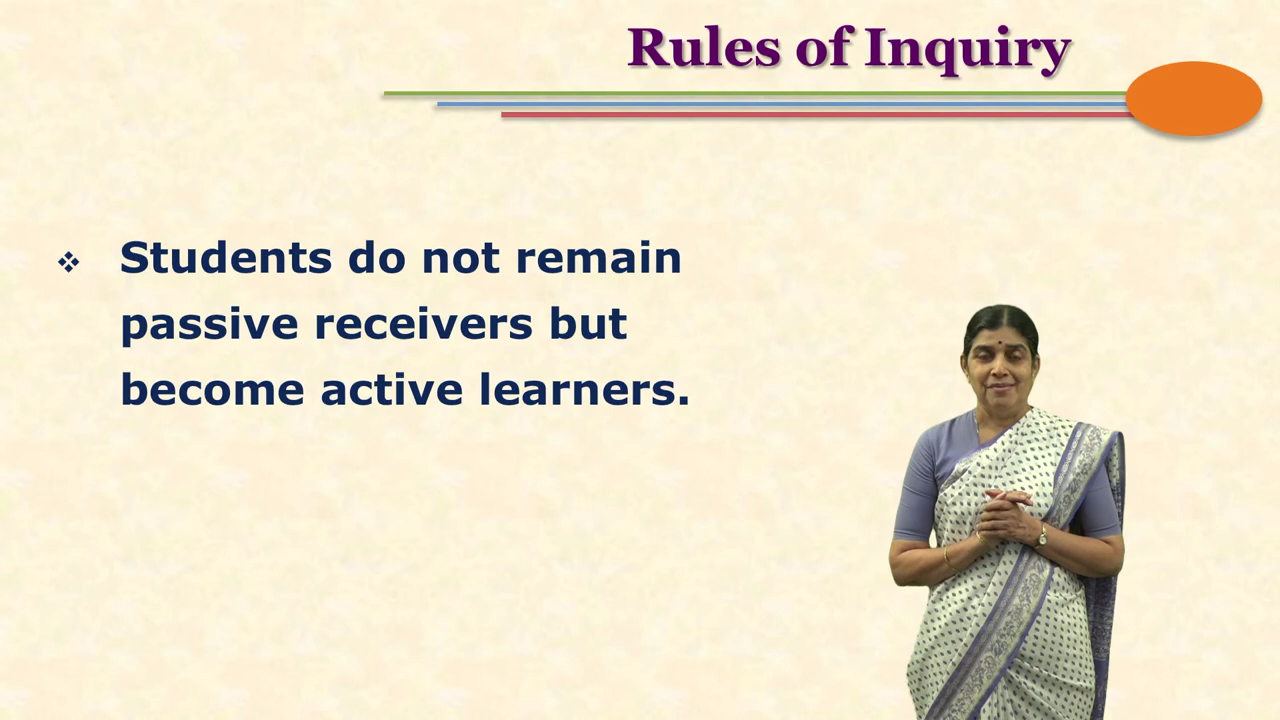 Rules of Inquiry
❖ Students do not remain
passive receivers but
become active learners.